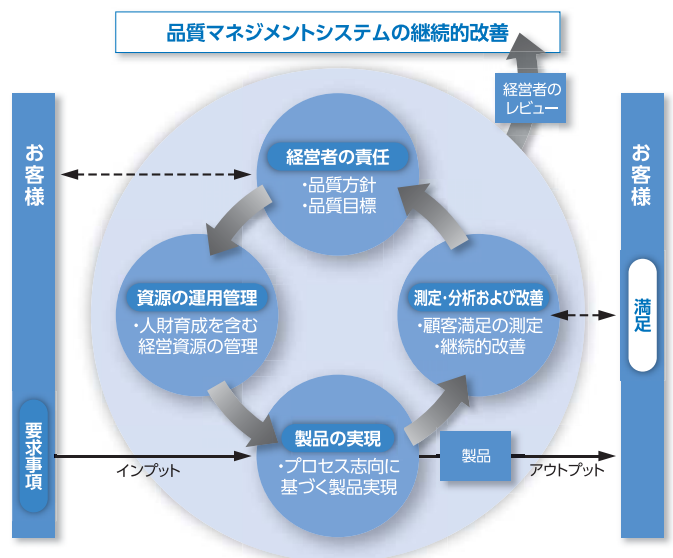 品質マネジメントシステムの継続的改善
経営者の
レビュー
お客様
お客様
経営者の責任
・品質方針
・品質目標
資源の運用管理
・人財育成を含む
経営資源の管理
測定・分析および改善
・顧客満足の測定
・継続的改善
満足
要求事項
インプット
製品の実現
・プロセス志向に
基づく製品実現
製品
アウトプット